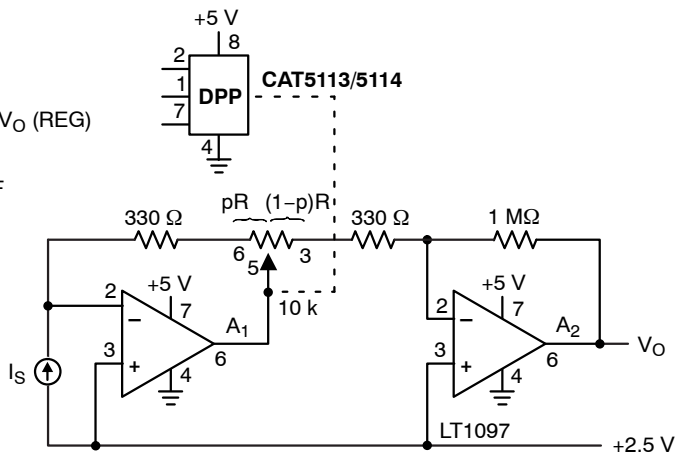 +5 V
8
2
1
7
DPP
CAT5113/5114
4
V_O (REG)
F
pR (1−p)R
330 Ω
330 Ω
1 MΩ
6
5
3
10 k
+5 V
7
2
−
A1
6
3
+
4
+5 V
7
2
−
A2
6
3
+
4
V_O
I_S
LT1097
+2.5 V